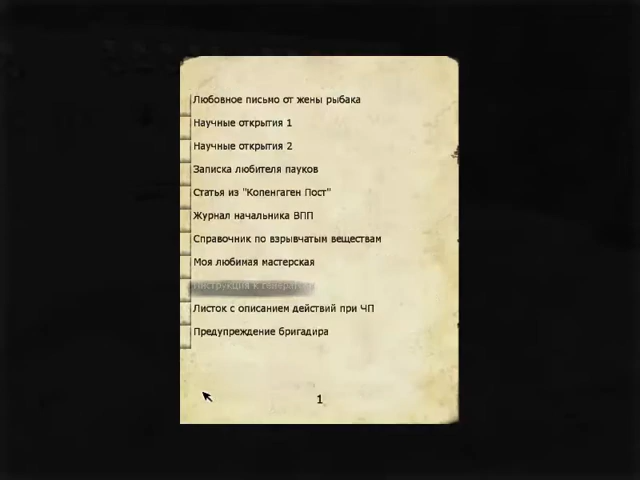 Любовное письмо от жены рыбака
Научные открытия 1
Научные открытия 2
Записка любителя пауков
Статья из "Копенгаген Пост"
Журнал начальника ВПП
Справочник по взрывчатым веществам
Моя любимая мастерская
Инструкция к
Листок с описанием действий при ЧП
Предупреждение бригадира
1